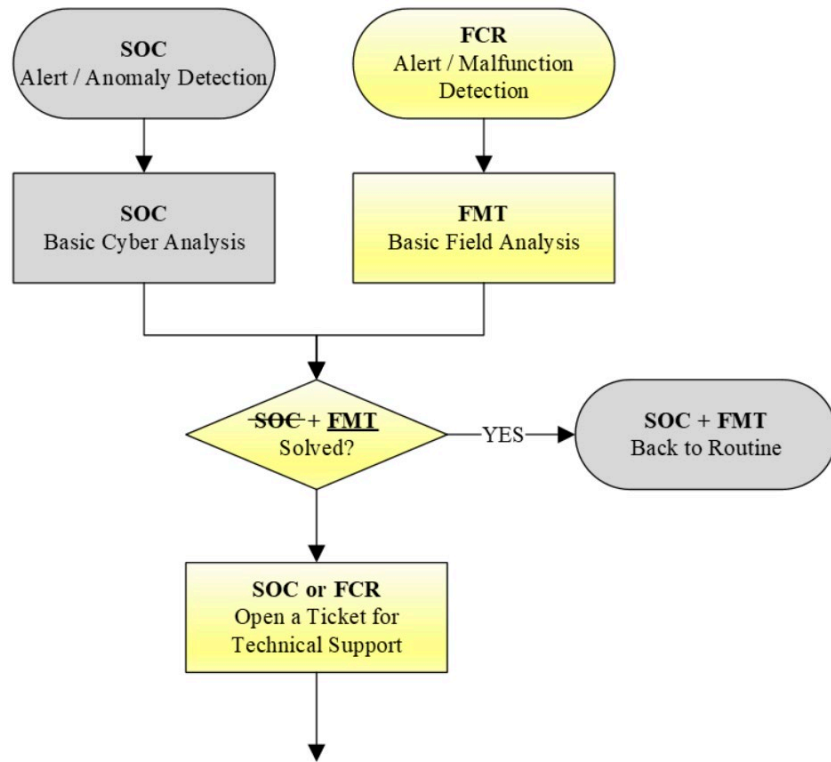 SOC
Alert / Anomaly Detection
FCR
Alert / Malfunction
Detection
SOC
Basic Cyber Analysis
FMT
Basic Field Analysis
SOC + FMT
Solved?
YES
SOC + FMT
Back to Routine
SOC or FCR
Open a Ticket for
Technical Support